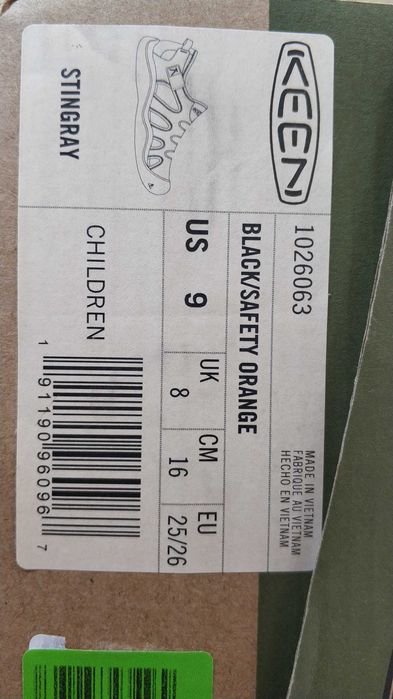 KEEN
STINGRAY
1026063
MADE IN VIETNAM
FABRIQUE AU VIETNAM
HECHO EN VIETNAM
BLACK/SAFETY ORANGE
US UK CM EU
9 8 16 25/26
CHILDREN
1 91190 96096 7